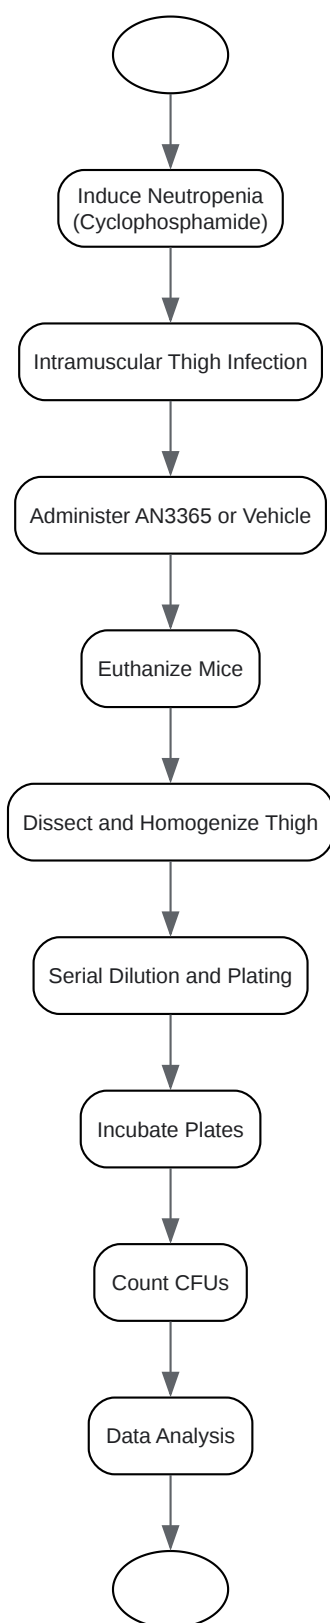 Induce Neutropenia
(Cyclophosphamide)
Intramuscular Thigh Infection
Administer AN3365 or Vehicle
Euthanize Mice
Dissect and Homogenize Thigh
Serial Dilution and Plating
Incubate Plates
Count CFUs
Data Analysis